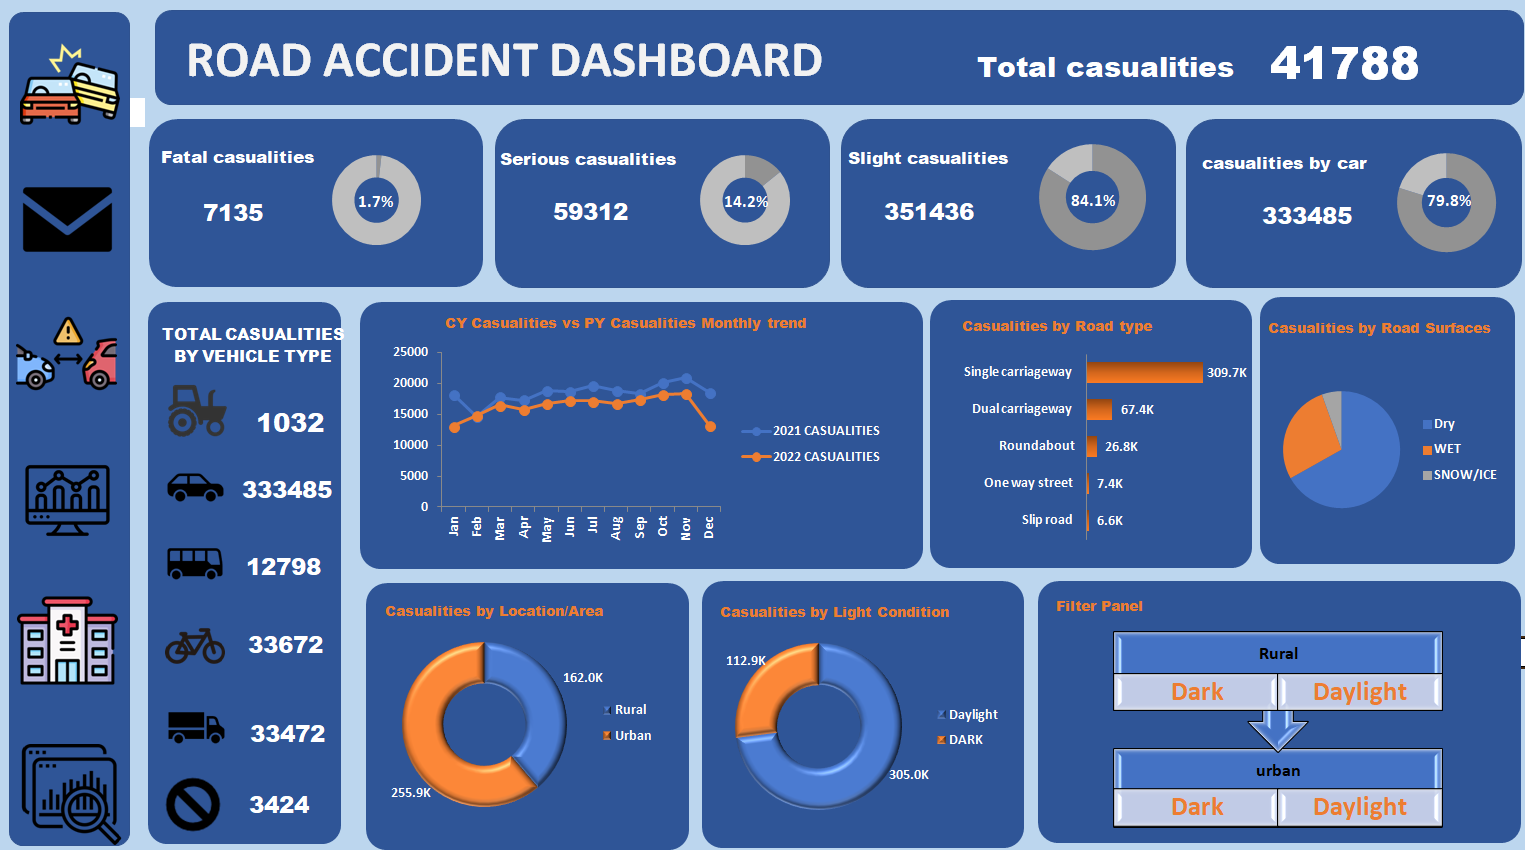 ROAD ACCIDENT DASHBOARD
Total casualities 41788
Fatal casualities
7135
1.7%
Serious casualities
59312
14.2%
Slight casualities
351436
84.1%
casualities by car
333485
79.8%
TOTAL CASUALITIES
BY VEHICLE TYPE
1032
333485
12798
33672
33472
3424
CY Casualities vs PY Casualities Monthly trend
25000
20000
15000
10000
5000
0
Jan
Feb
Mar
Apr
May
Jun
Jul
Aug
Sep
Oct
Nov
Dec
2021 CASUALITIES
2022 CASUALITIES
Casualities by Road type
Single carriageway 309.7K
Dual carriageway 67.4K
Roundabout 26.8K
One way street 7.4K
Slip road 6.6K
Casualities by Road Surfaces
Dry
WET
SNOW/ICE
Casualities by Location/Area
162.0K
255.9K
Rural
Urban
Casualities by Light Condition
112.9K
305.0K
Daylight
DARK
Filter Panel
Rural
Dark Daylight
urban
Dark Daylight